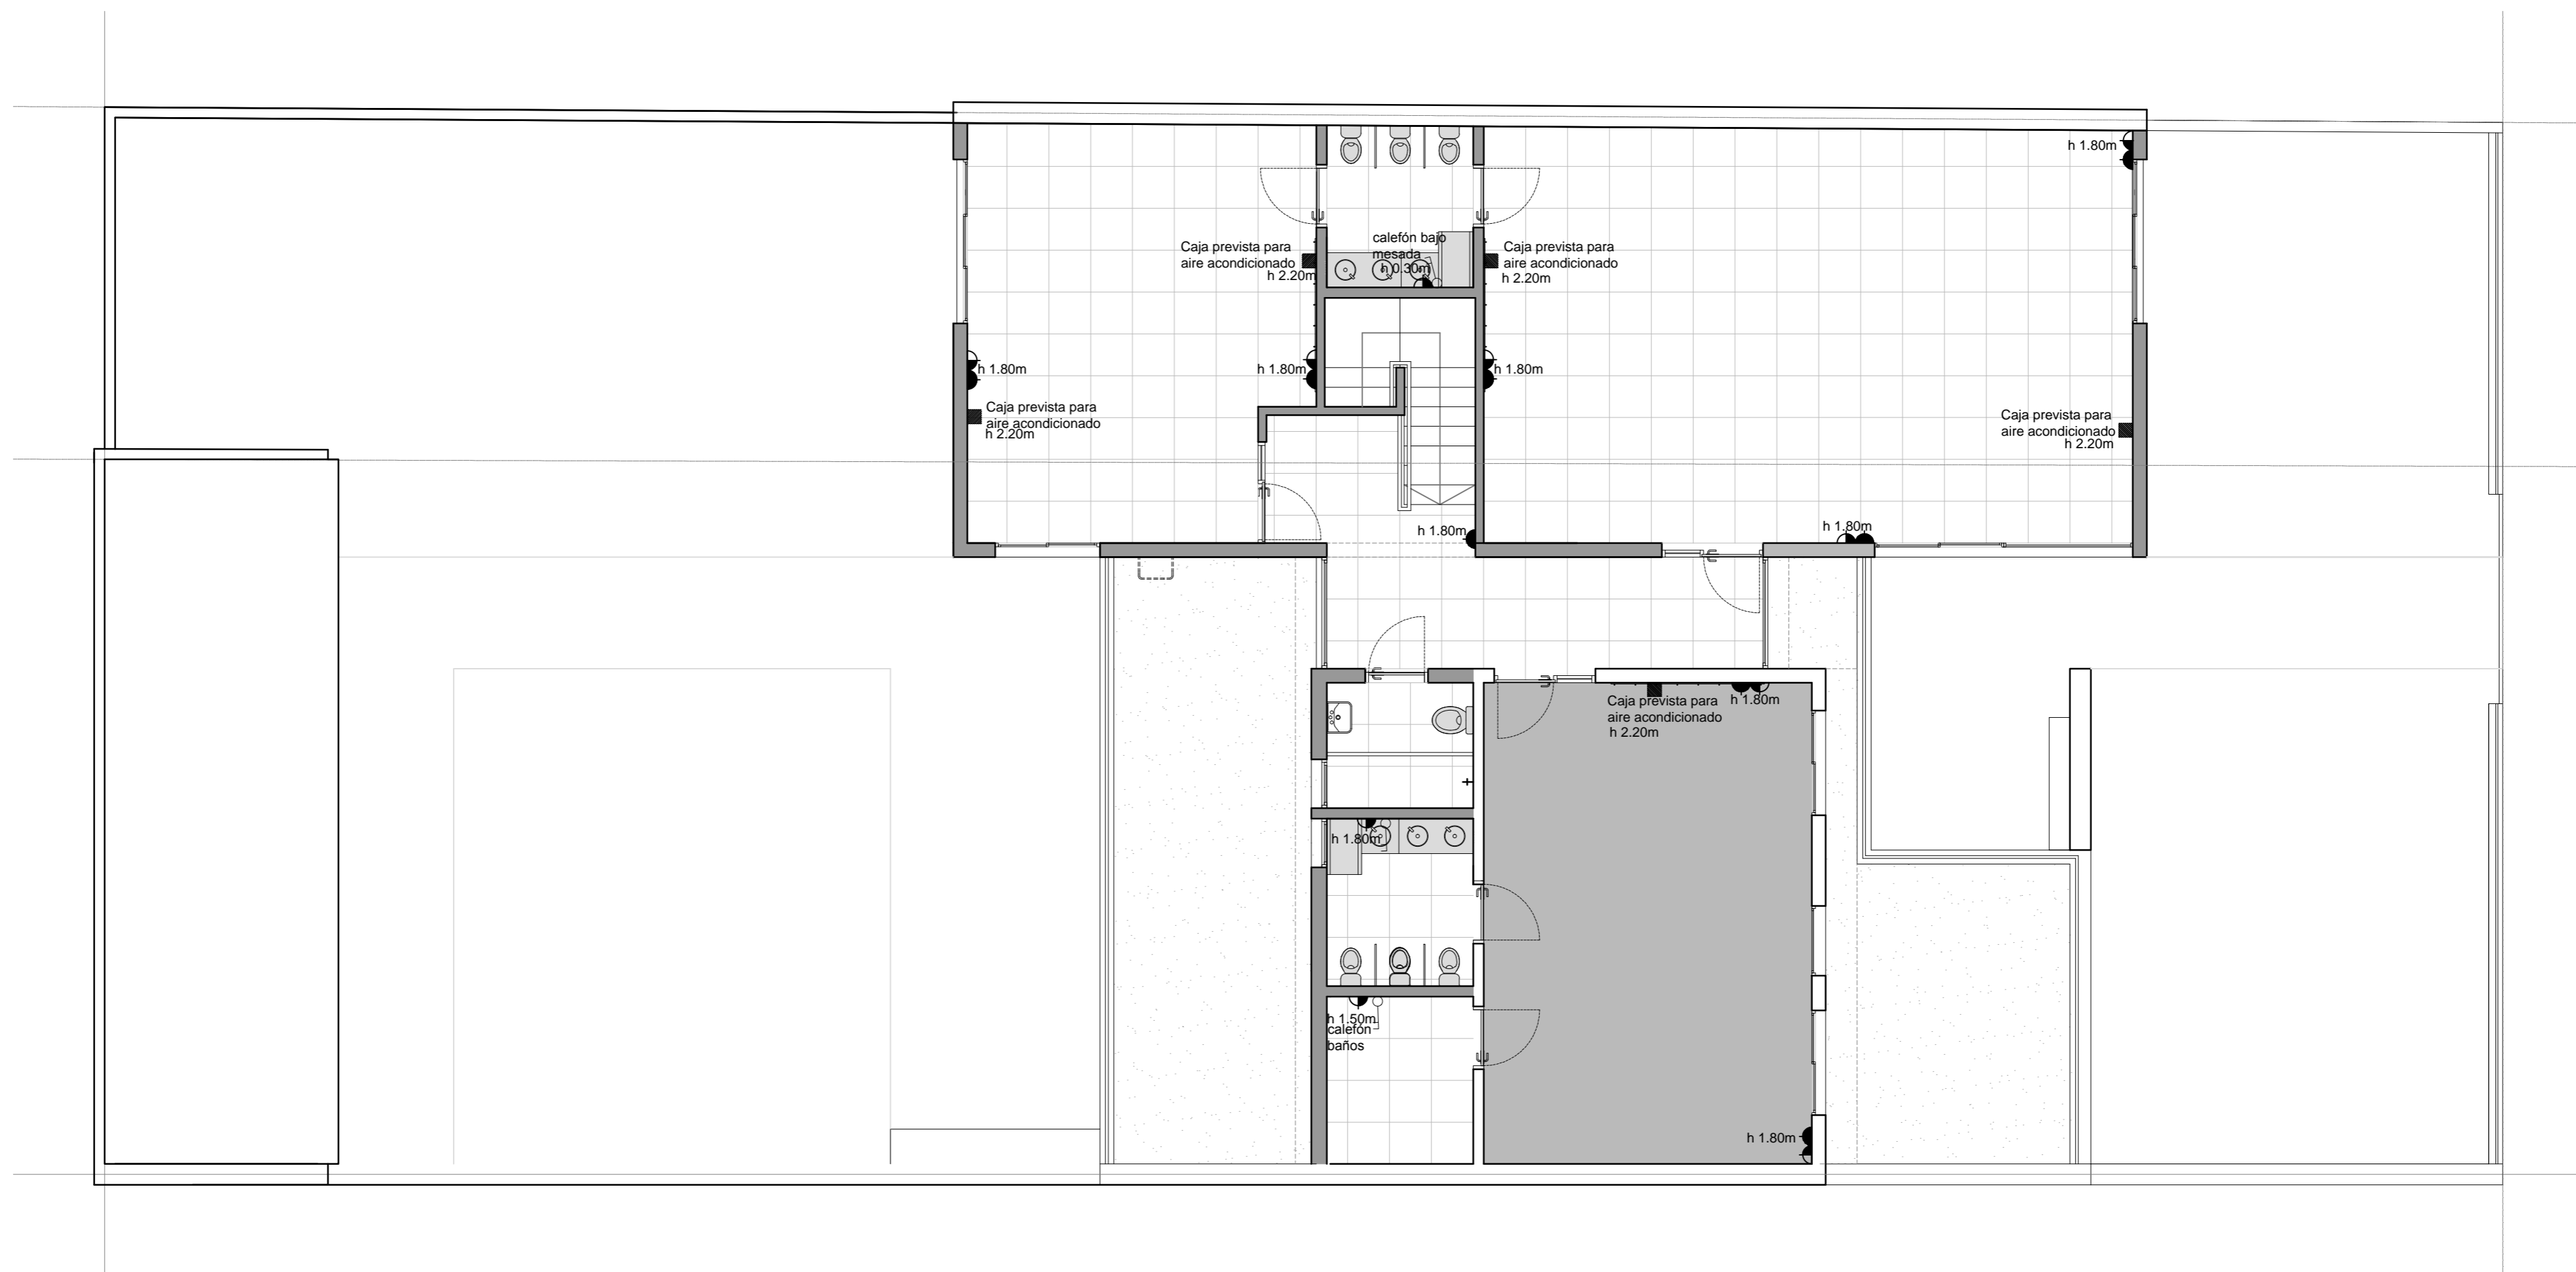 h 1.80m
calefón bajo
mesada
h 0.30m
Caja prevista para
aire acondicionado
h 2.20m
Caja prevista para
aire acondicionado
h 2.20m
h 1.80m
h 1.80m
h 1.80m
Caja prevista para
aire acondicionado
h 2.20m
Caja prevista para
aire acondicionado
h 2.20m
h 1.80m
h 1.80m
Caja prevista para
aire acondicionado
h 2.20m
h 1.80m
h 1.80m
h 1.50m
calefón
baños
h 1.80m